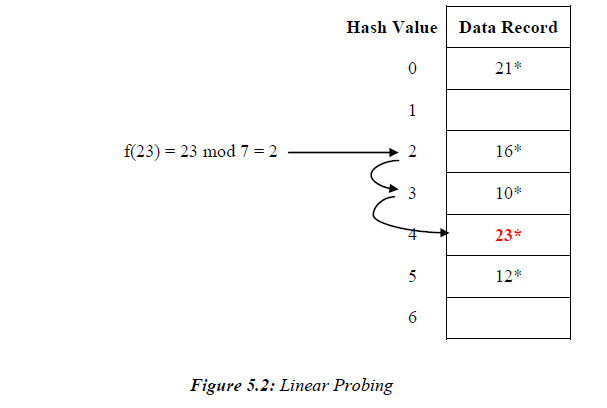 Hash Value Data Record
0 21*
1
f(23) = 23 mod 7 = 2 2 16*
3 10*
4 23*
5 12*
6
Figure 5.2: Linear Probing